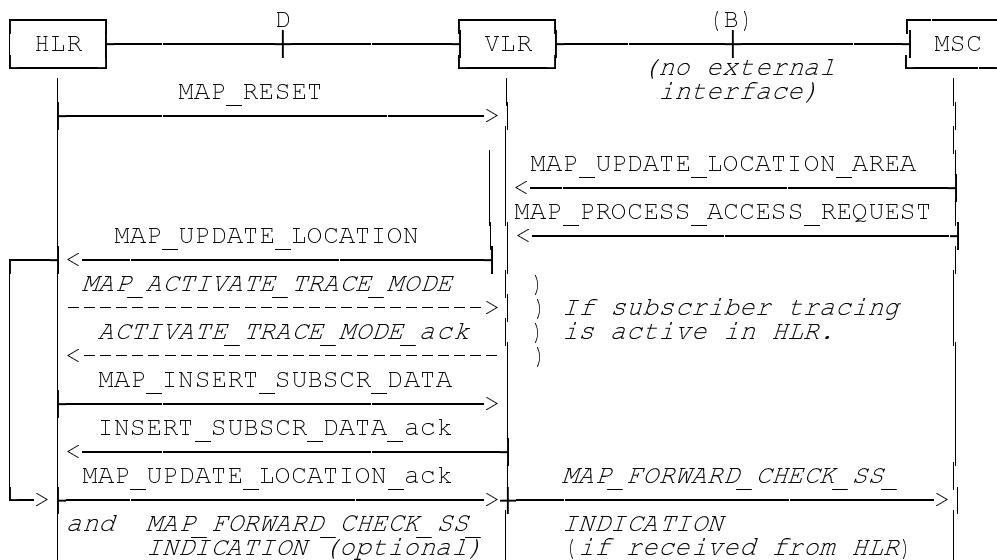 D (B)
HLR VLR MSC
(no external
MAP_RESET interface)
>
MAP_UPDATE_LOCATION_AREA
<
MAP_PROCESS_ACCESS_REQUEST
MAP_UPDATE_LOCATION <
<
MAP_ACTIVATE_TRACE_MODE )
-----------------------------> ) If subscriber tracing
ACTIVATE_TRACE_MODE_ack ) is active in HLR.
<----------------------------- )
MAP_INSERT_SUBSCR_DATA
>
INSERT_SUBSCR_DATA_ack
<
MAP_UPDATE_LOCATION_ack MAP_FORWARD_CHECK_SS_
> > >
and MAP_FORWARD_CHECK_SS_ INDICATION
INDICATION (optional) (if received from HLR)